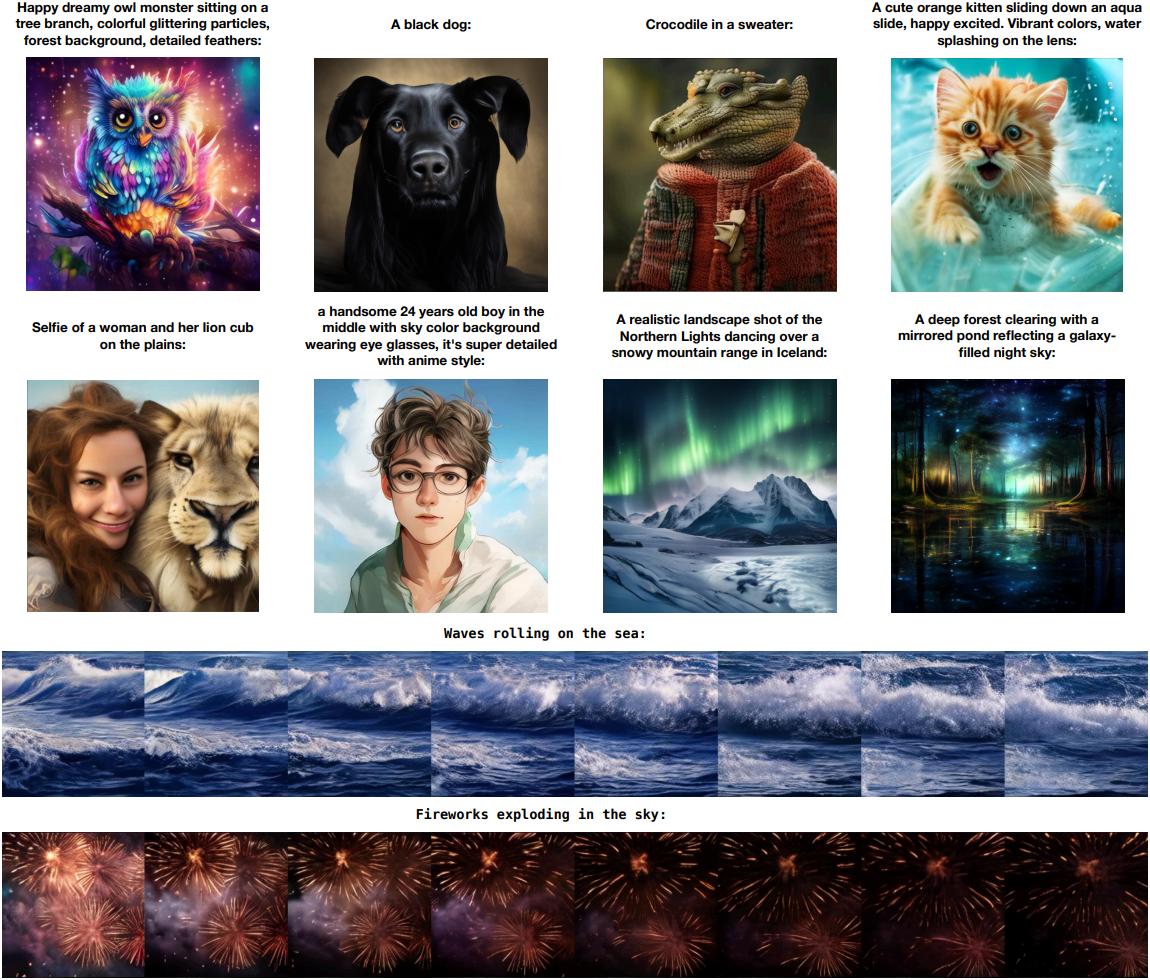 Happy dreamy owl monster sitting on a
tree branch, colorful glittering particles,
forest background, detailed feathers:
A black dog:
Crocodile in a sweater:
A cute orange kitten sliding down an aqua
slide, happy excited. Vibrant colors, water
splashing on the lens:
Selfie of a woman and her lion cub
on the plains:
a handsome 24 years old boy in the
middle with sky color background
wearing eye glasses, it's super detailed
with anime style:
A realistic landscape shot of the
Northern Lights dancing over a
snowy mountain range in Iceland:
A deep forest clearing with a
mirrored pond reflecting a galaxy-
filled night sky:
Waves rolling on the sea:
Fireworks exploding in the sky: